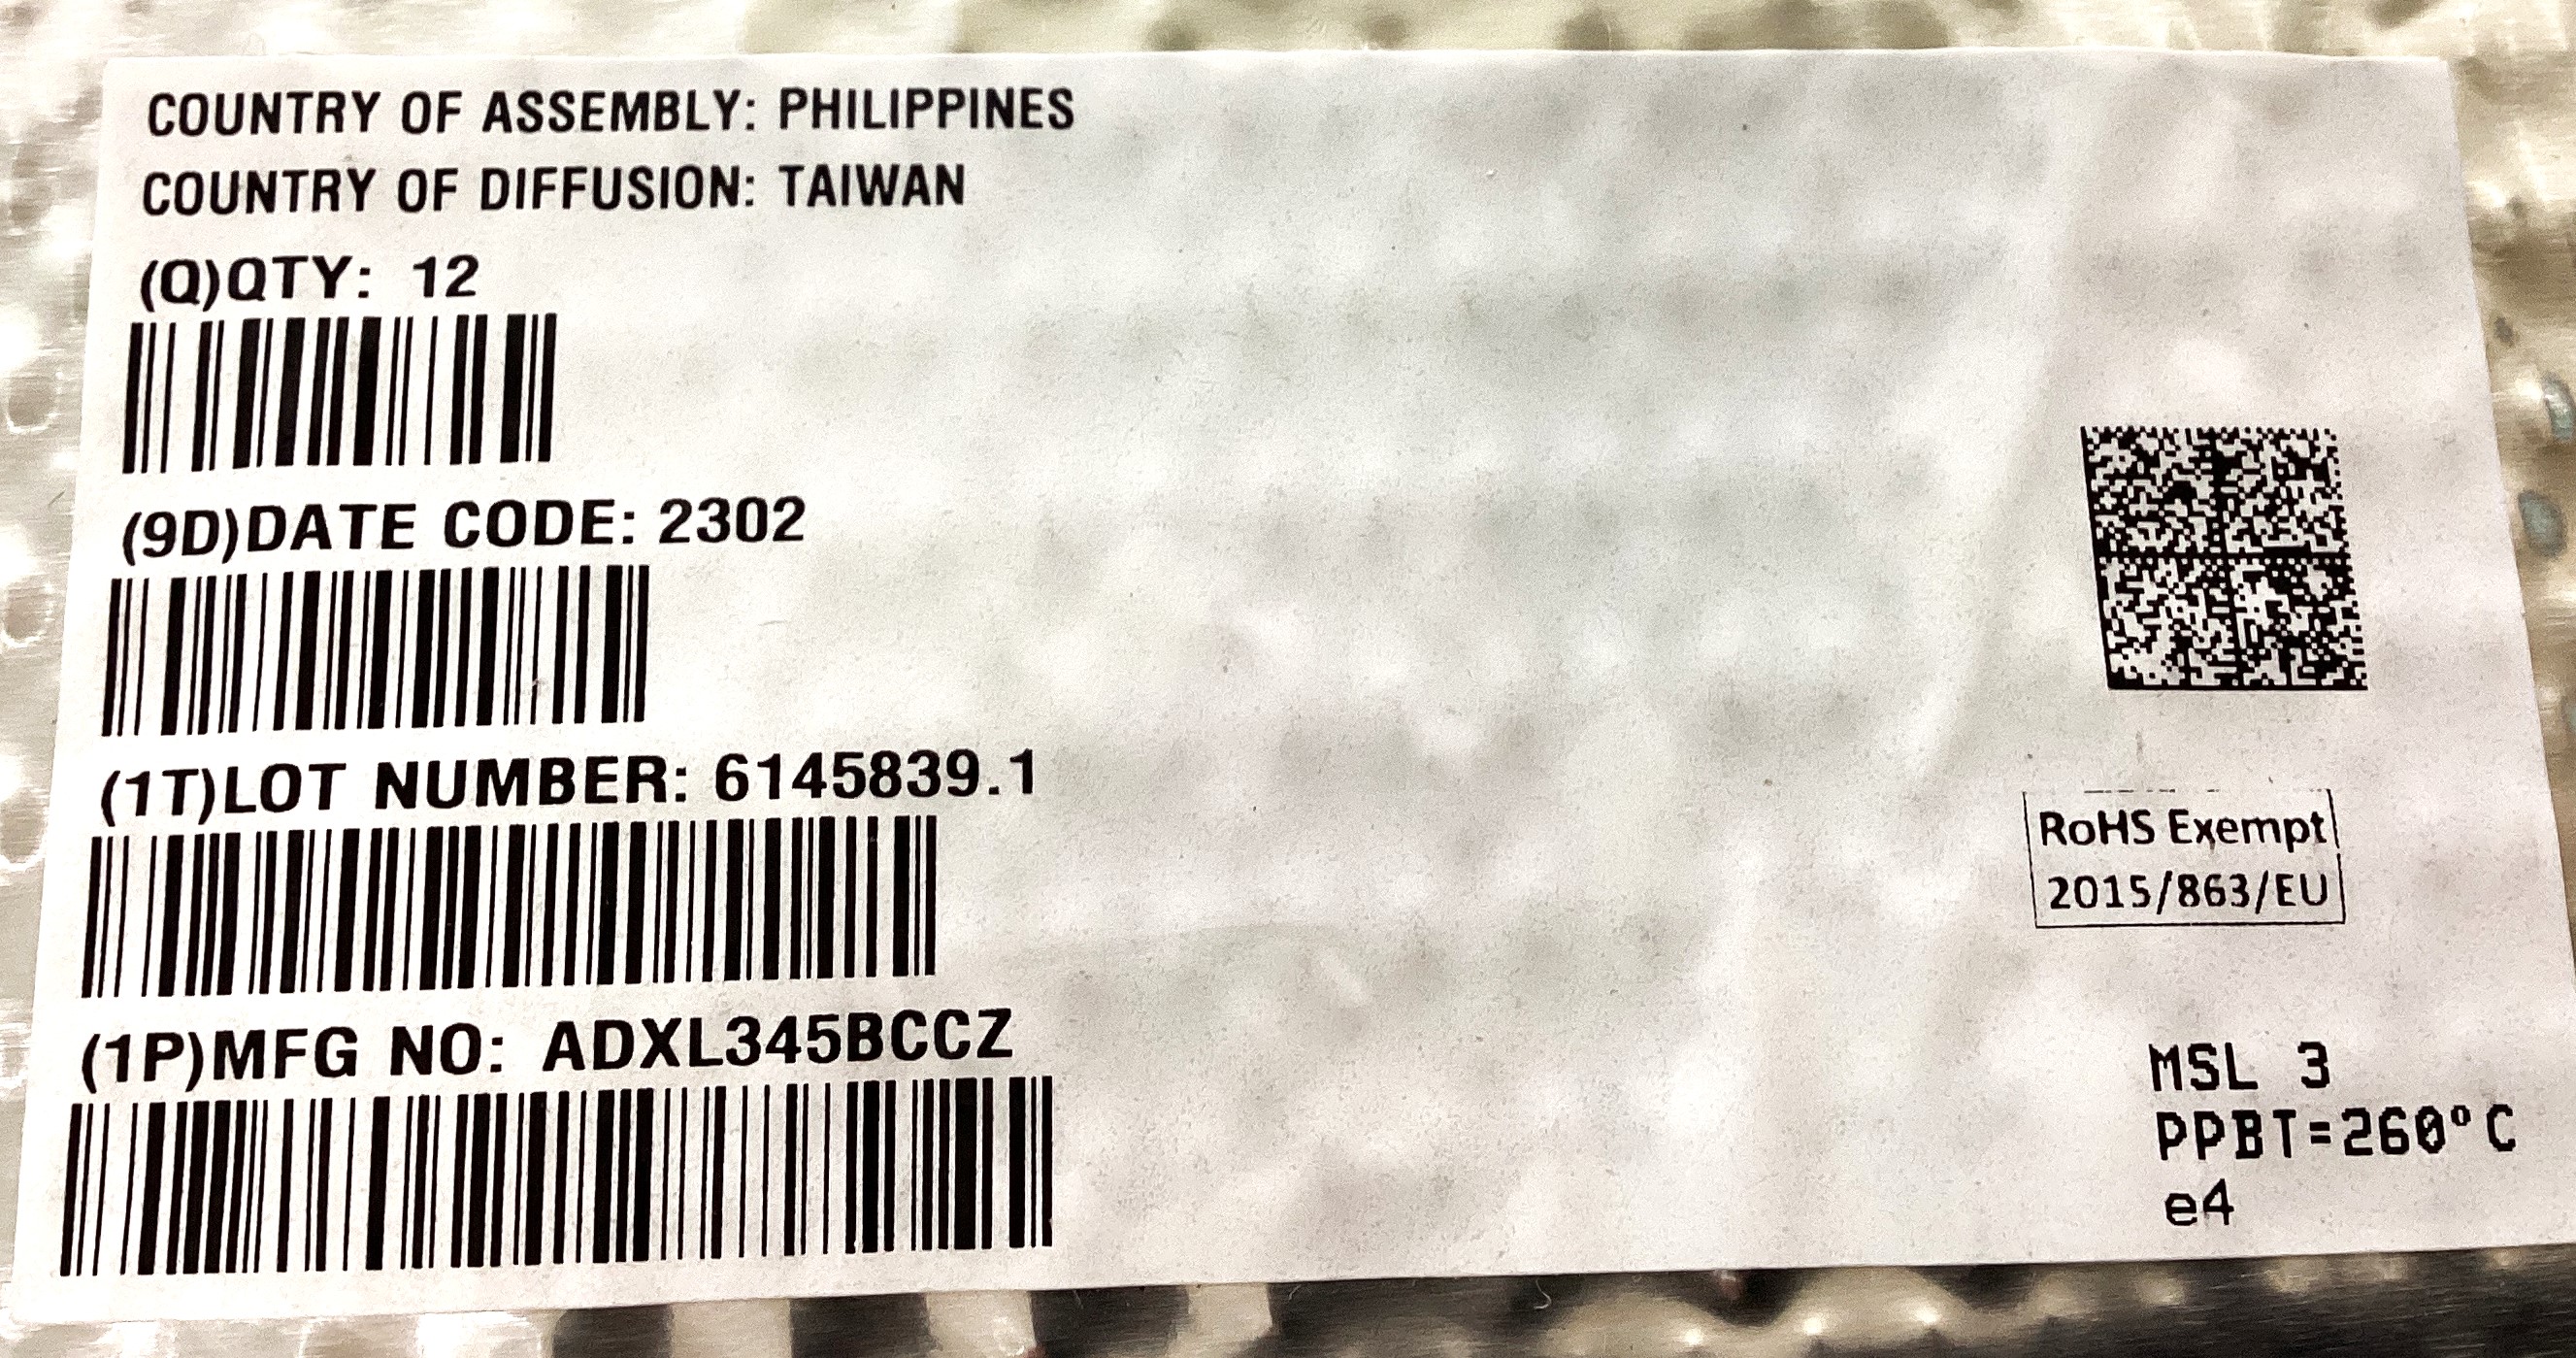 COUNTRY OF ASSEMBLY: PHILIPPINES
COUNTRY OF DIFFUSION: TAIWAN
(Q)QTY: 12
(9D)DATE CODE: 2302
(1T)LOT NUMBER: 6145839.1
(1P)MFG NO: ADXL345BCCZ
RoHS Exempt
2015/863/EU
MSL 3
PPBT=260°C
e4